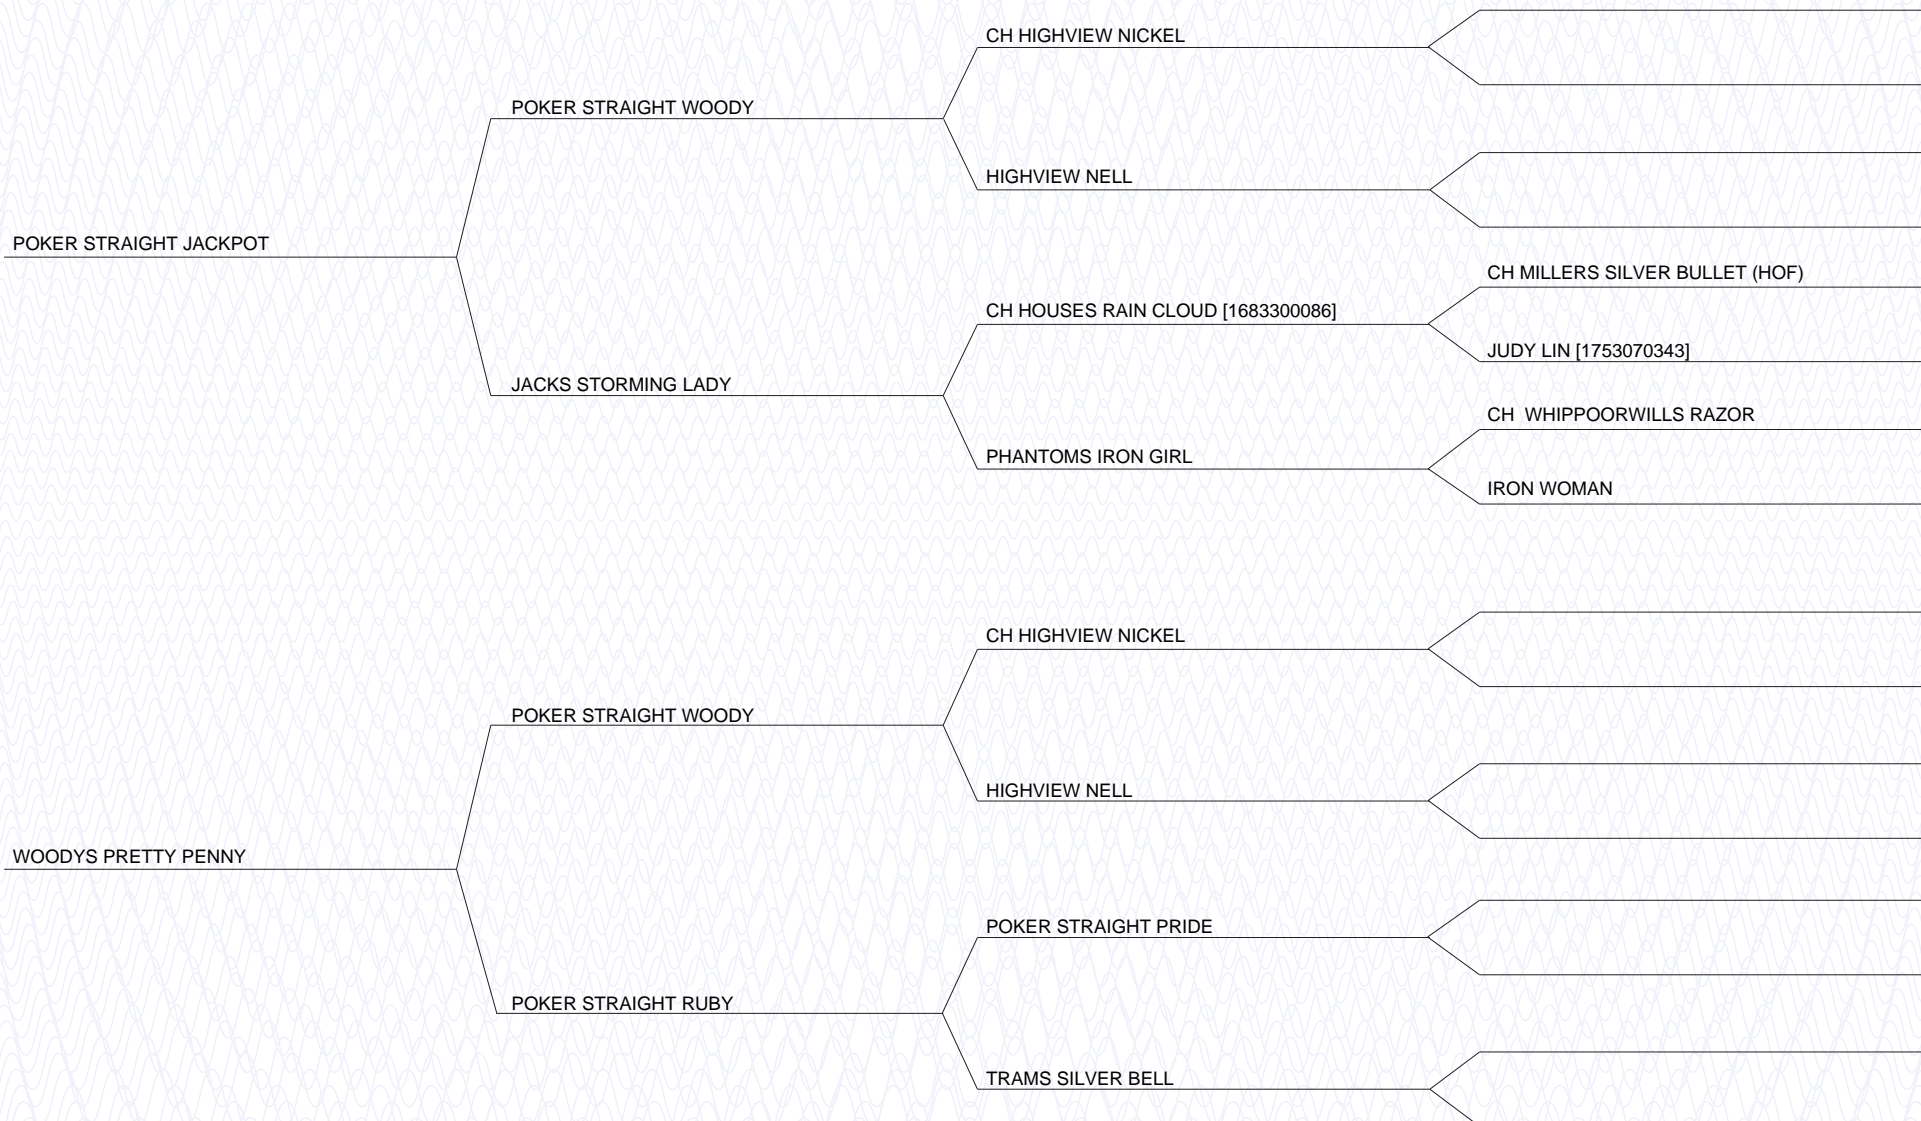 CH HIGHVIEW NICKEL
POKER STRAIGHT WOODY
HIGHVIEW NELL
POKER STRAIGHT JACKPOT
CH MILLERS SILVER BULLET (HOF)
CH HOUSES RAIN CLOUD [1683300086]
JUDY LIN [1753070343]
JACKS STORMING LADY
CH  WHIPPOORWILLS RAZOR
PHANTOMS IRON GIRL
IRON WOMAN
CH HIGHVIEW NICKEL
POKER STRAIGHT WOODY
HIGHVIEW NELL
WOODYS PRETTY PENNY
POKER STRAIGHT PRIDE
POKER STRAIGHT RUBY
TRAMS SILVER BELL